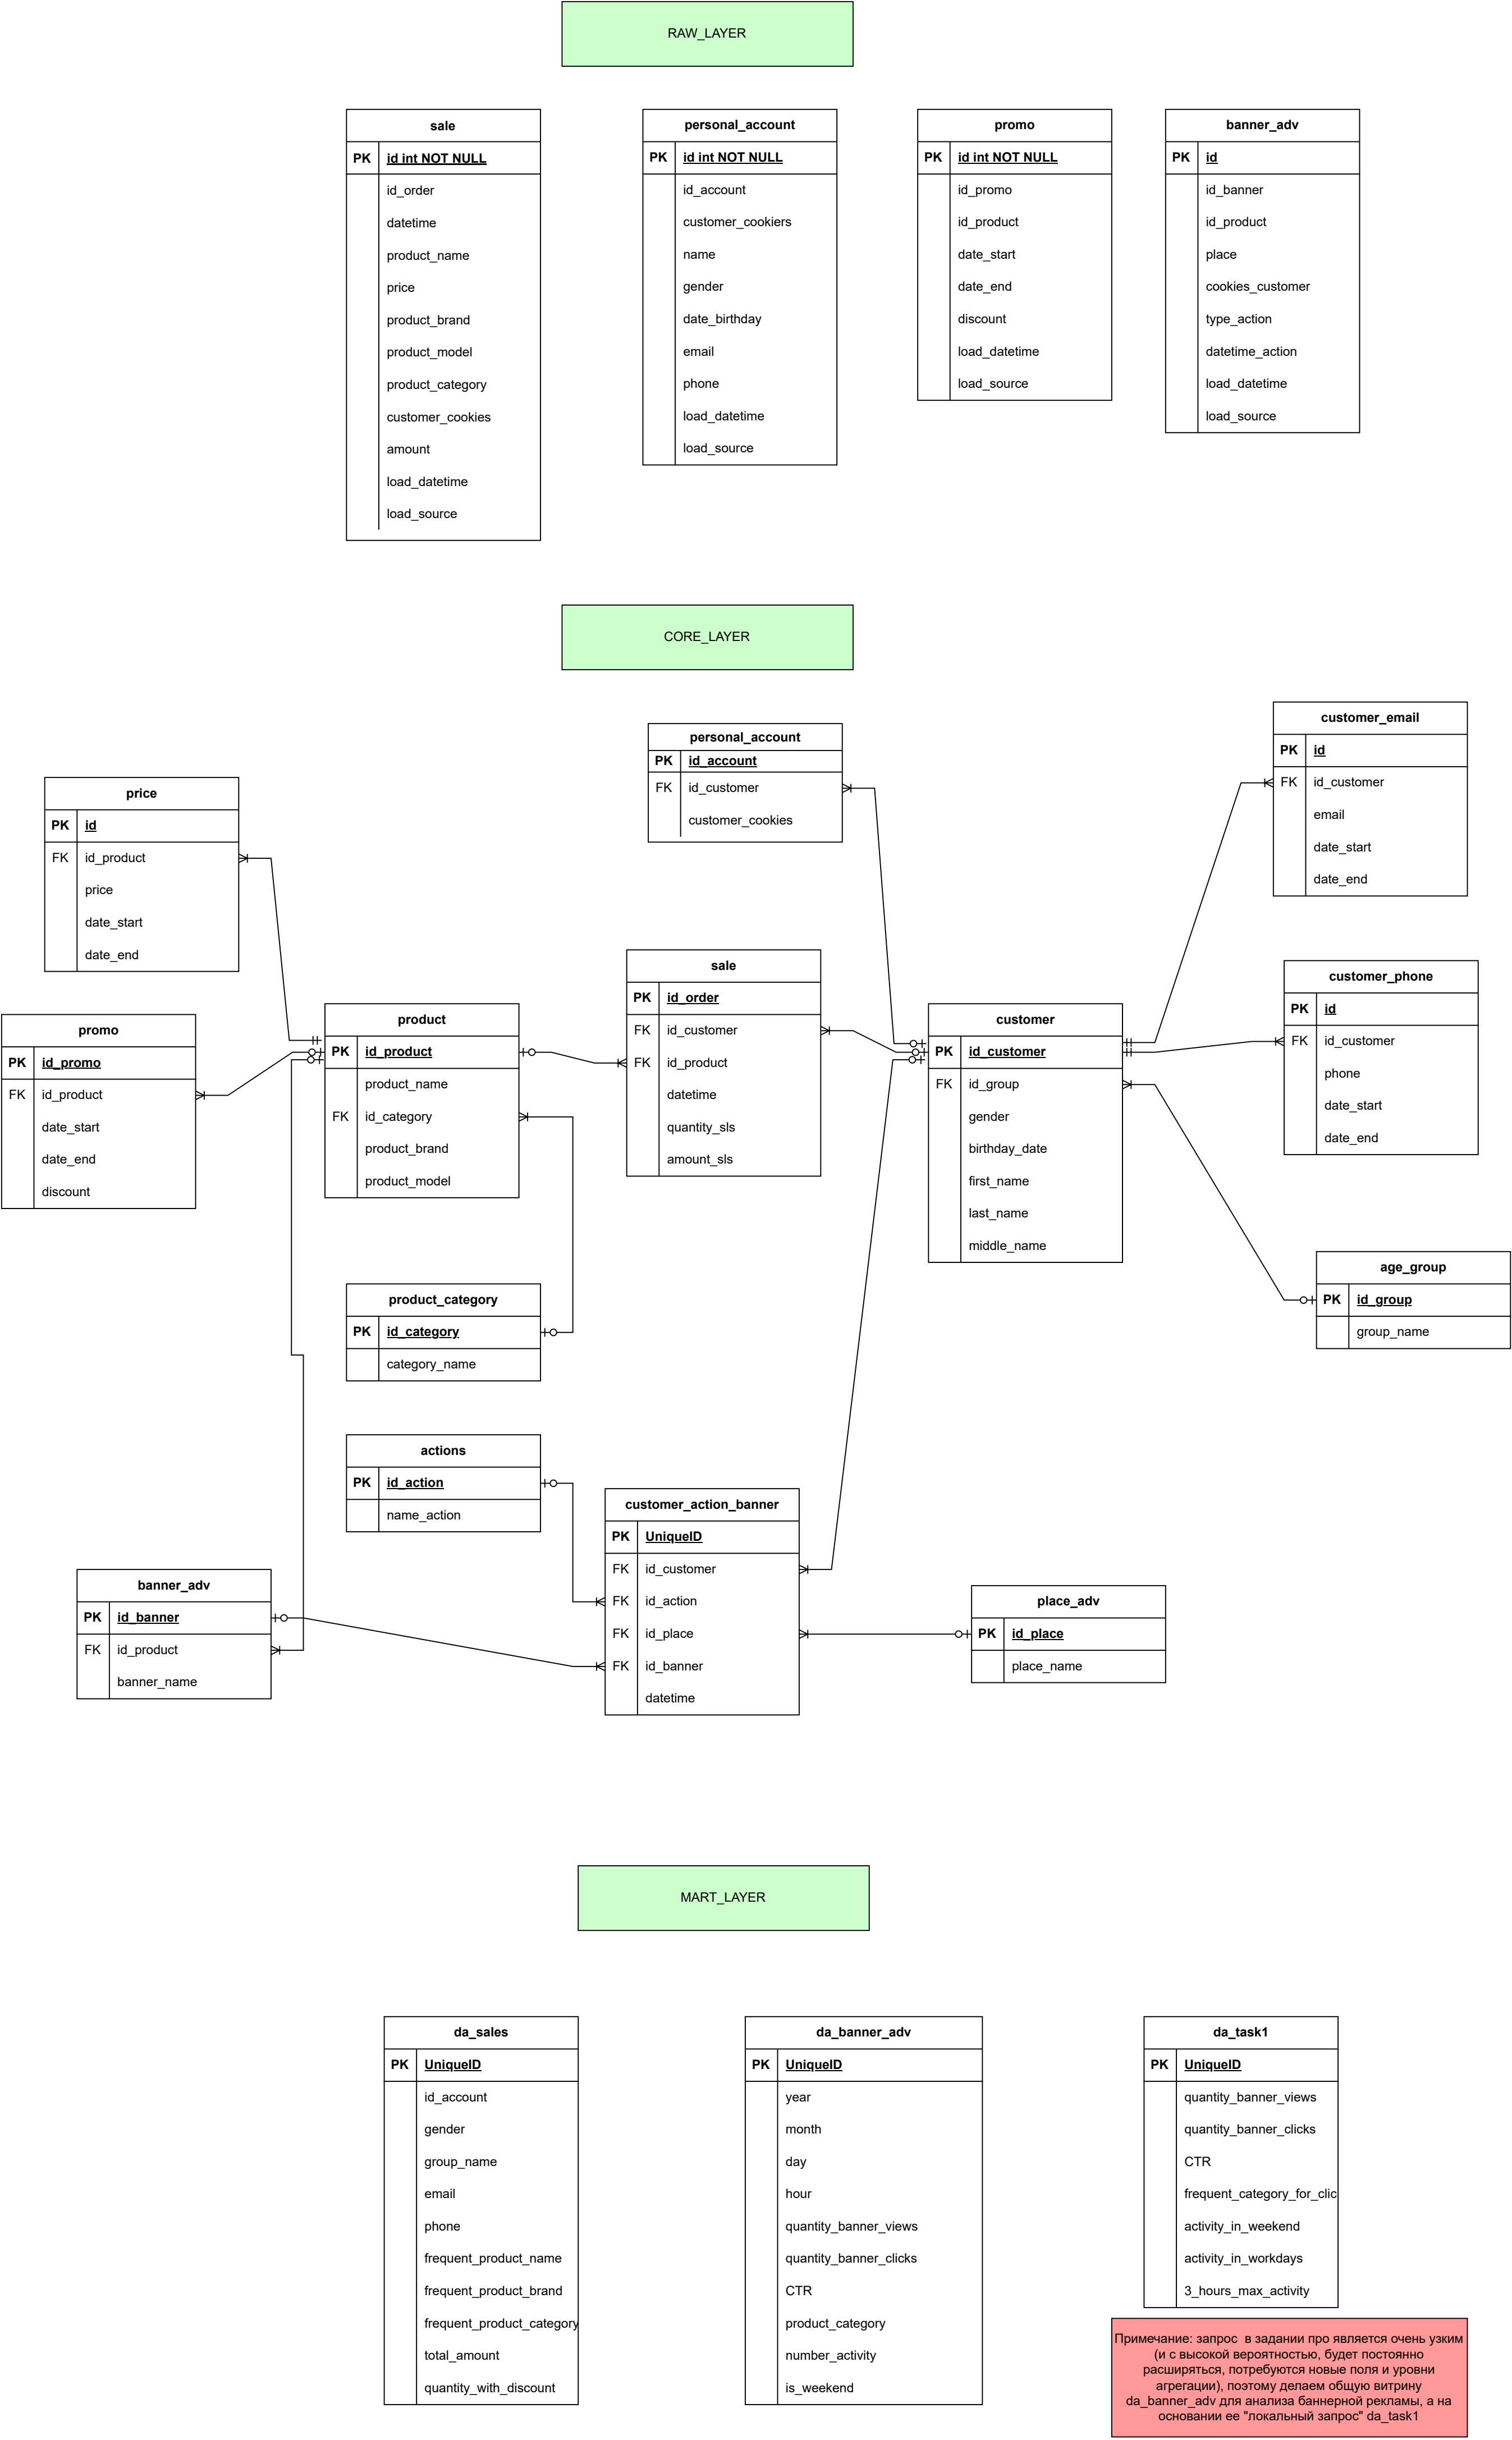 RAW_LAYER
sale
PK id int NOT NULL
id_order
datetime
product_name
price
product_brand
product_model
product_category
customer_cookies
amount
load_datetime
load_source
personal_account
PK id int NOT NULL
id_account
customer_cookiers
name
gender
date_birthday
email
phone
load_datetime
load_source
promo
PK id int NOT NULL
id_promo
id_product
date_start
date_end
discount
load_datetime
load_source
banner_adv
PK id
id_banner
id_product
place
cookies_customer
type_action
datetime_action
load_datetime
load_source
CORE_LAYER
personal_account
PK id_account
FK id_customer
customer_cookies
customer_email
PK id
FK id_customer
email
date_start
date_end
price
PK id
FK id_product
price
date_start
date_end
sale
PK id_order
FK id_customer
FK id_product
datetime
quantity_sls
amount_sls
customer_phone
PK id
FK id_customer
phone
date_start
date_end
promo
PK id_promo
FK id_product
date_start
date_end
discount
product
PK id_product
product_name
FK id_category
product_brand
product_model
customer
PK id_customer
FK id_group
gender
birthday_date
first_name
last_name
middle_name
age_group
PK id_group
group_name
product_category
PK id_category
category_name
actions
PK id_action
name_action
customer_action_banner
PK UniqueID
FK id_customer
FK id_action
FK id_place
FK id_banner
datetime
banner_adv
PK id_banner
FK id_product
banner_name
place_adv
PK id_place
place_name
MART_LAYER
da_sales
PK UniqueID
id_account
gender
group_name
email
phone
frequent_product_name
frequent_product_brand
frequent_product_category
total_amount
quantity_with_discount
da_banner_adv
PK UniqueID
year
month
day
hour
quantity_banner_views
quantity_banner_clicks
CTR
product_category
number_activity
is_weekend
da_task1
PK UniqueID
quantity_banner_views
quantity_banner_clicks
CTR
frequent_category_for_clic
activity_in_weekend
activity_in_workdays
3_hours_max_activity
Примечание: запрос в задании про является очень узким
(и с высокой вероятностью, будет постоянно
расширяться, потребуются новые поля и уровни
агрегации), поэтому делаем общую витрину
da_banner_adv для анализа баннерной рекламы, а на
основании ее "локальный запрос" da_task1